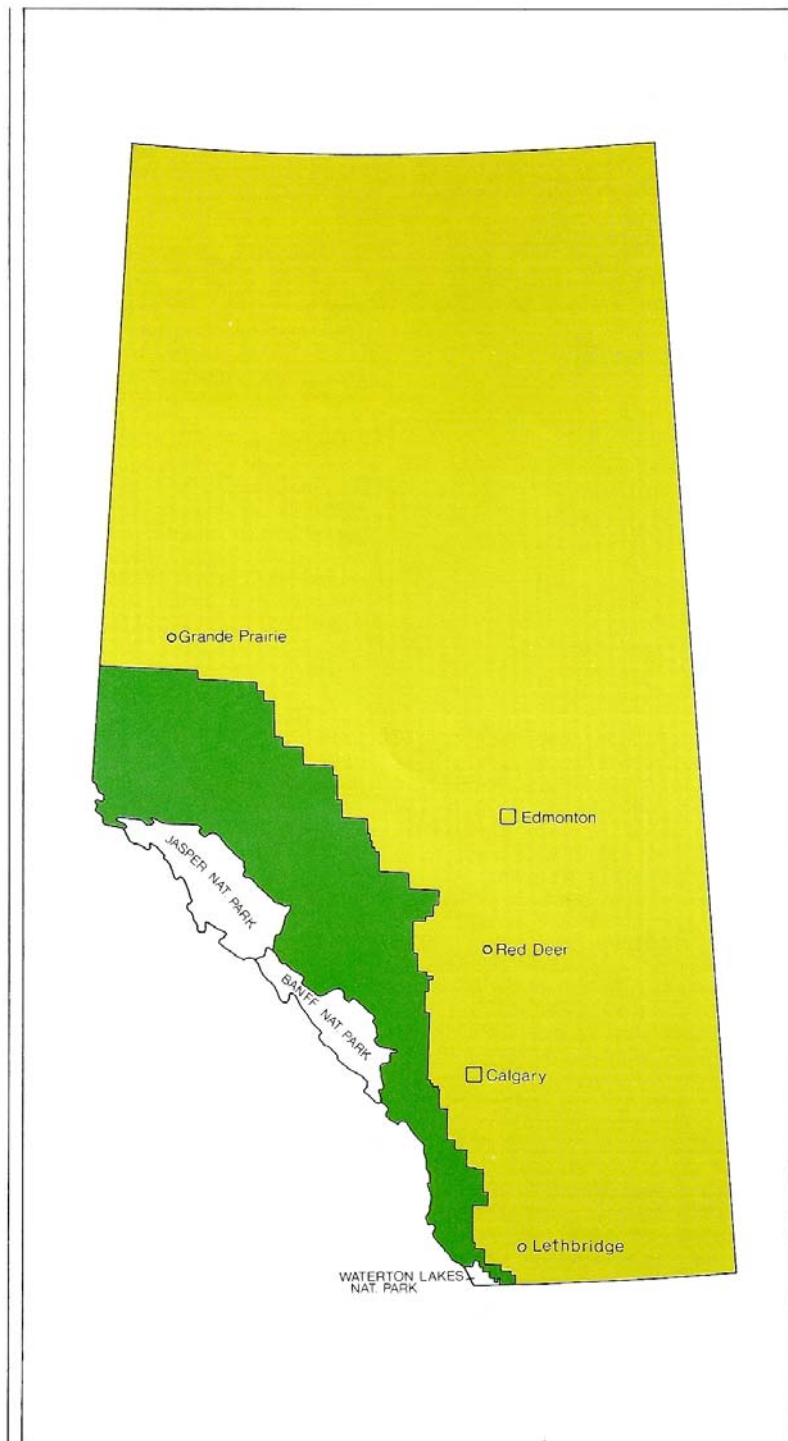 Grande Prairie
Edmonton
JASPER NAT. PARK
Red Deer
BANFF NAT. PARK
Calgary
Lethbridge
WATERTON LAKES
NAT. PARK